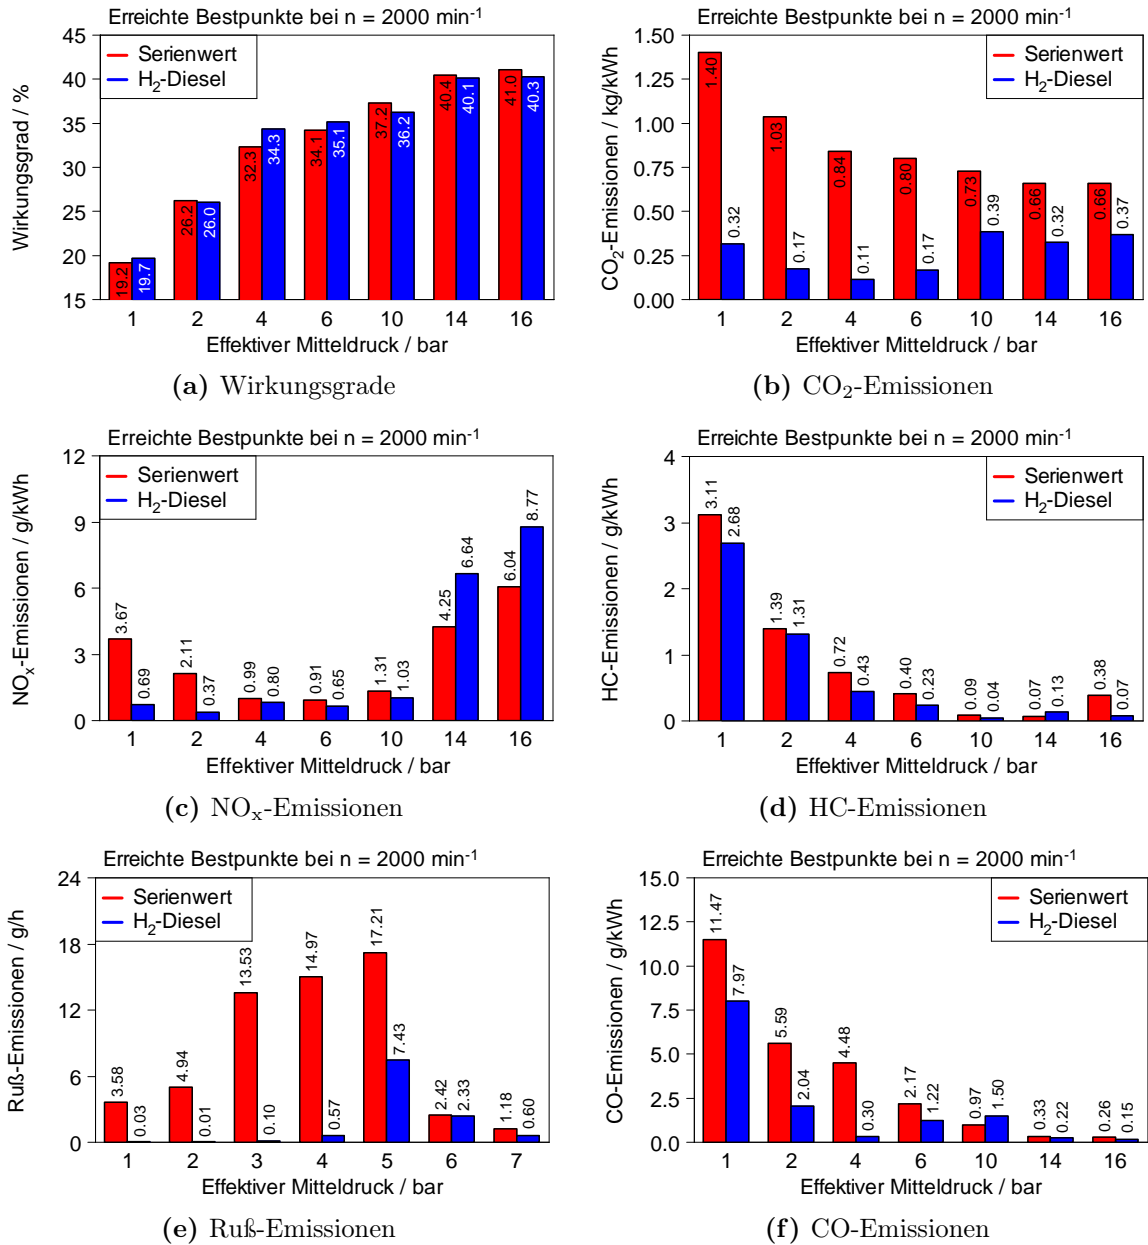 Erreichte Bestpunkte bei n = 2000 min-1
Wirkungsgrad / %
45
40
35
30
25
20
15
Serienwert
H2-Diesel
19.2
19.7
26.2
26.0
32.3
34.3
34.1
35.1
37.2
36.2
40.4
40.1
41.0
40.3
1 2 4 6 10 14 16
Effektiver Mitteldruck / bar
(a) Wirkungsgrade
Erreichte Bestpunkte bei n = 2000 min-1
CO2-Emissionen / kg/kWh
1.50
1.25
1.00
0.75
0.50
0.25
0.00
Serienwert
H2-Diesel
1.40
0.32
1.03
0.17
0.84
0.11
0.80
0.17
0.73
0.39
0.66
0.32
0.66
0.37
1 2 4 6 10 14 16
Effektiver Mitteldruck / bar
(b) CO2-Emissionen
Erreichte Bestpunkte bei n = 2000 min-1
NOx-Emissionen / g/kWh
12
9
6
3
0
Serienwert
H2-Diesel
3.67
0.69
2.11
0.37
0.99
0.80
0.91
0.65
1.31
1.03
4.25
6.64
6.04
8.77
1 2 4 6 10 14 16
Effektiver Mitteldruck / bar
(c) NOx-Emissionen
Erreichte Bestpunkte bei n = 2000 min-1
HC-Emissionen / g/kWh
4
3
2
1
0
Serienwert
H2-Diesel
3.11
2.68
1.39
1.31
0.72
0.43
0.40
0.23
0.09
0.04
0.07
0.13
0.38
0.07
1 2 4 6 10 14 16
Effektiver Mitteldruck / bar
(d) HC-Emissionen
Erreichte Bestpunkte bei n = 2000 min-1
Ruß-Emissionen / g/h
24
18
12
6
0
Serienwert
H2-Diesel
3.58
0.03
4.94
0.01
13.53
0.10
14.97
0.57
17.21
7.43
2.42
2.33
1.18
0.60
1 2 3 4 5 6 7
Effektiver Mitteldruck / bar
(e) Ruß-Emissionen
Erreichte Bestpunkte bei n = 2000 min-1
CO-Emissionen / g/kWh
15.0
12.5
10.0
7.5
5.0
2.5
0.0
Serienwert
H2-Diesel
11.47
7.97
5.59
2.04
4.48
0.30
2.17
1.22
0.97
1.50
0.33
0.22
0.26
0.15
1 2 4 6 10 14 16
Effektiver Mitteldruck / bar
(f) CO-Emissionen